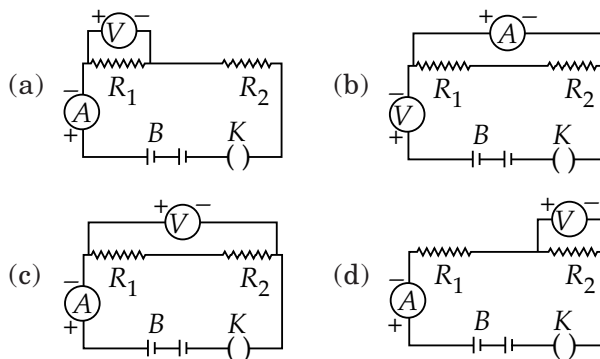 + V −
(a) − A + R1 R2 B K ( )
+ A −
(b) − V + R1 R2 B K ( )
+ V −
(c) − A + R1 R2 B K ( )
+ V −
(d) − A + R1 R2 B K ( )